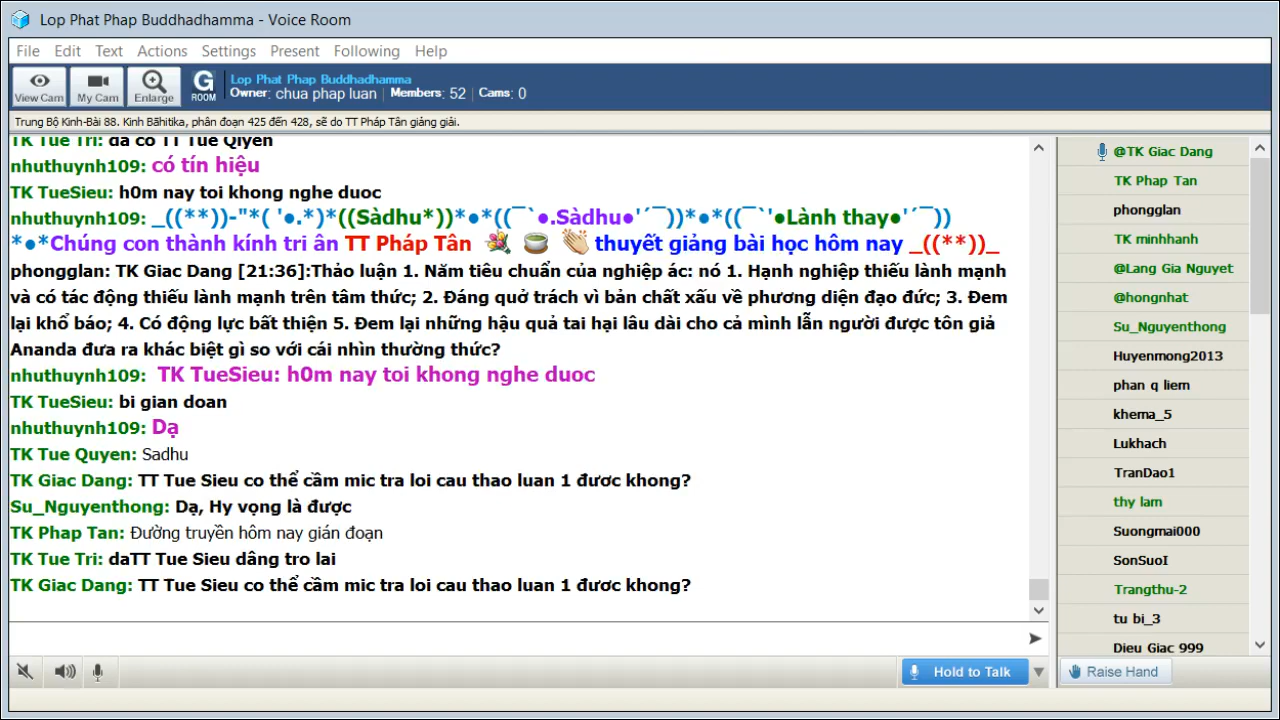 Lop Phat Phap Buddhadhamma - Voice Room
File Edit Text Actions Settings Present Following Help
View Cam My Cam Enlarge G ROOM
Lop Phat Phap Buddhadhamma
Owner: chua phap luan | Members: 52 | Cams: 0
Trung Bộ Kinh-Bài 88. Kinh Bāhitika, phân đoạn 425 đến 428, sẽ do TT Pháp Tân giảng giải.
TK Tue Tri: da co TT Tue Qiyen
nhuthuynh109: có tín hiệu
TK TueSieu: h0m nay toi khong nghe duoc
nhuthuynh109: _((**))-"*( '●.*)*((Sàdhu*))*●*((¯`●.Sàdhu●'´¯))*●*((¯`'●Lành thay●'´¯))
*●*Chúng con thành kính tri ân TT Pháp Tân 💐 🍵 👏 thuyết giảng bài học hôm nay _((**))_
phongglan: TK Giac Dang [21:36]:Thảo luận 1. Năm tiêu chuẩn của nghiệp ác: nó 1. Hạnh nghiệp thiếu lành mạnh
và có tác động thiếu lành mạnh trên tâm thức; 2. Đáng quở trách vì bản chất xấu về phương diện đạo đức; 3. Đem
lại khổ báo; 4. Có động lực bất thiện 5. Đem lại những hậu quả tai hại lâu dài cho cả mình lẫn người được tôn giả
Ananda đưa ra khác biệt gì so với cái nhìn thường thức?
nhuthuynh109: TK TueSieu: h0m nay toi khong nghe duoc
TK TueSieu: bi gian doan
nhuthuynh109: Dạ
TK Tue Quyen: Sadhu
TK Giac Dang: TT Tue Sieu co thể cầm mic tra loi cau thao luan 1 đươc khong?
Su_Nguyenthong: Dạ, Hy vọng là được
TK Phap Tan: Đường truyền hôm nay gián đoạn
TK Tue Tri: daTT Tue Sieu dâng tro lai
TK Giac Dang: TT Tue Sieu co thể cầm mic tra loi cau thao luan 1 đươc khong?
@TK Giac Dang
TK Phap Tan
phongglan
TK minhhanh
@Lang Gia Nguyet
@hongnhat
Su_Nguyenthong
Huyenmong2013
phan q liem
khema_5
Lukhach
TranDao1
thy lam
Suongmai000
SonSuoI
Trangthu-2
tu bi_3
Dieu Giac 999
Hold to Talk
Raise Hand